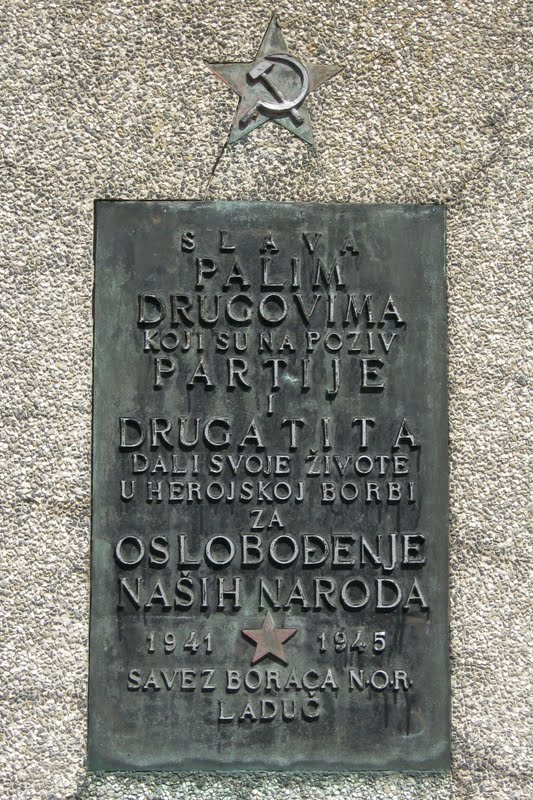 SLAVA
PALIM
DRUGOVIMA
KOJI SU NA POZIV
PARTIJE
I
DRUGA TITA
DALI SVOJE ŽIVOTE
U HEROJSKOJ BORBI
ZA
OSLOBOĐENJE
NAŠIH NARODA
1941 1945
SAVEZ BORACA N.O.R.
LADUČ